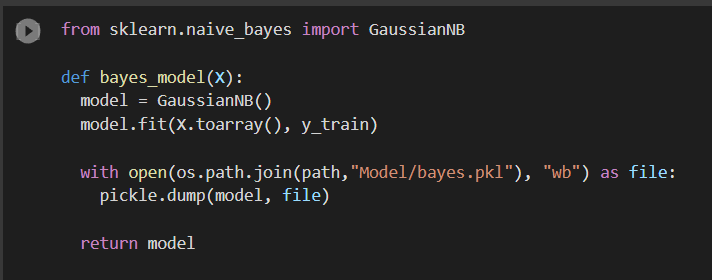 from sklearn.naive_bayes import GaussianNB
def bayes_model(X):
model = GaussianNB()
model.fit(X.toarray(), y_train)
with open(os.path.join(path,"Model/bayes.pkl"), "wb") as file:
pickle.dump(model, file)
return model